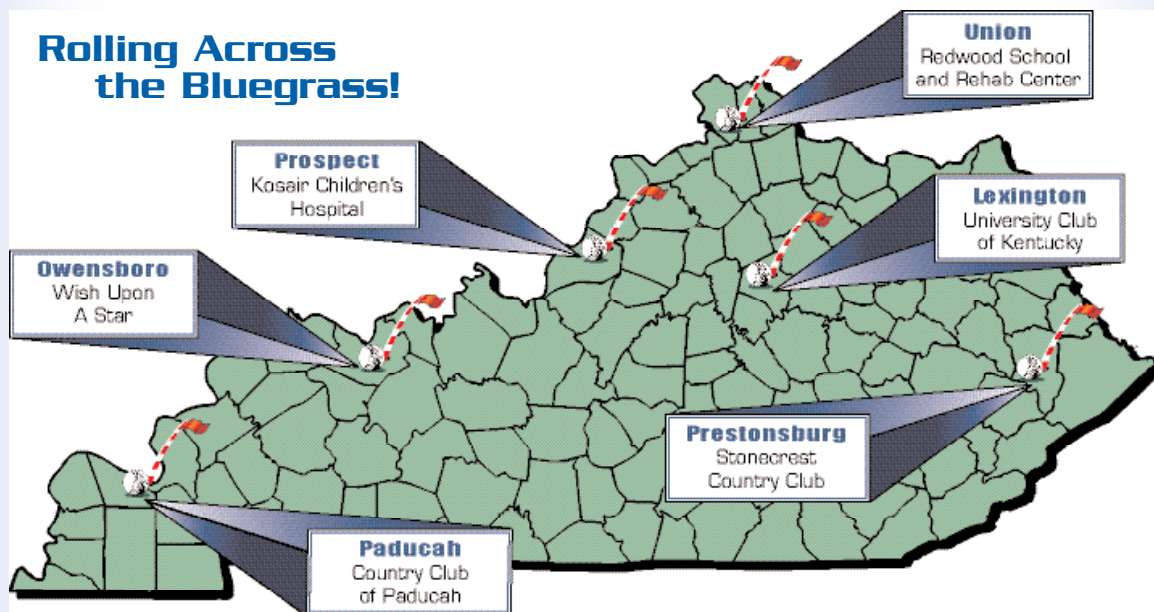 Rolling Across
the Bluegrass!
Union
Redwood School
and Rehab Center
Prospect
Kosair Children's
Hospital
Lexington
University Club
of Kentucky
Owensboro
Wish Upon
A Star
Prestonsburg
Stonecrest
Country Club
Paducah
Country Club
of Paducah